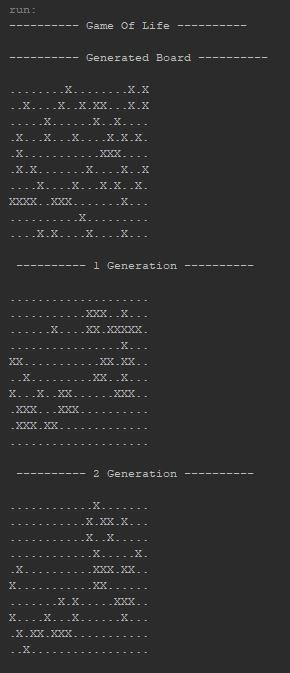 run:
---------- Game Of Life ----------
---------- Generated Board ----------
........X........X.X
..X....X..X.XX...X.X
.....X......X..X....
.X...X...X....X.X.X.
.X...........XXX....
.X.X.......X....X..X
....X....X...X.X..X.
XXXX..XXX.......X...
..........X.........
....X.X....X....X...
---------- 1 Generation ----------
....................
...........XXX..X...
......X....XX.XXXXX.
................X...
XX...........XX.XX..
..X.........XX..X...
X...X..XX......XXX..
.XXX...XXX..........
.XXX.XX.............
....................
---------- 2 Generation ----------
............X.......
...........X.XX.X...
...........X..X.....
............X.....X.
.X..........XXX.XX..
X...........XX......
.......X.X.....XXX..
X....X...X......X...
.X.XX.XXX...........
..X.................